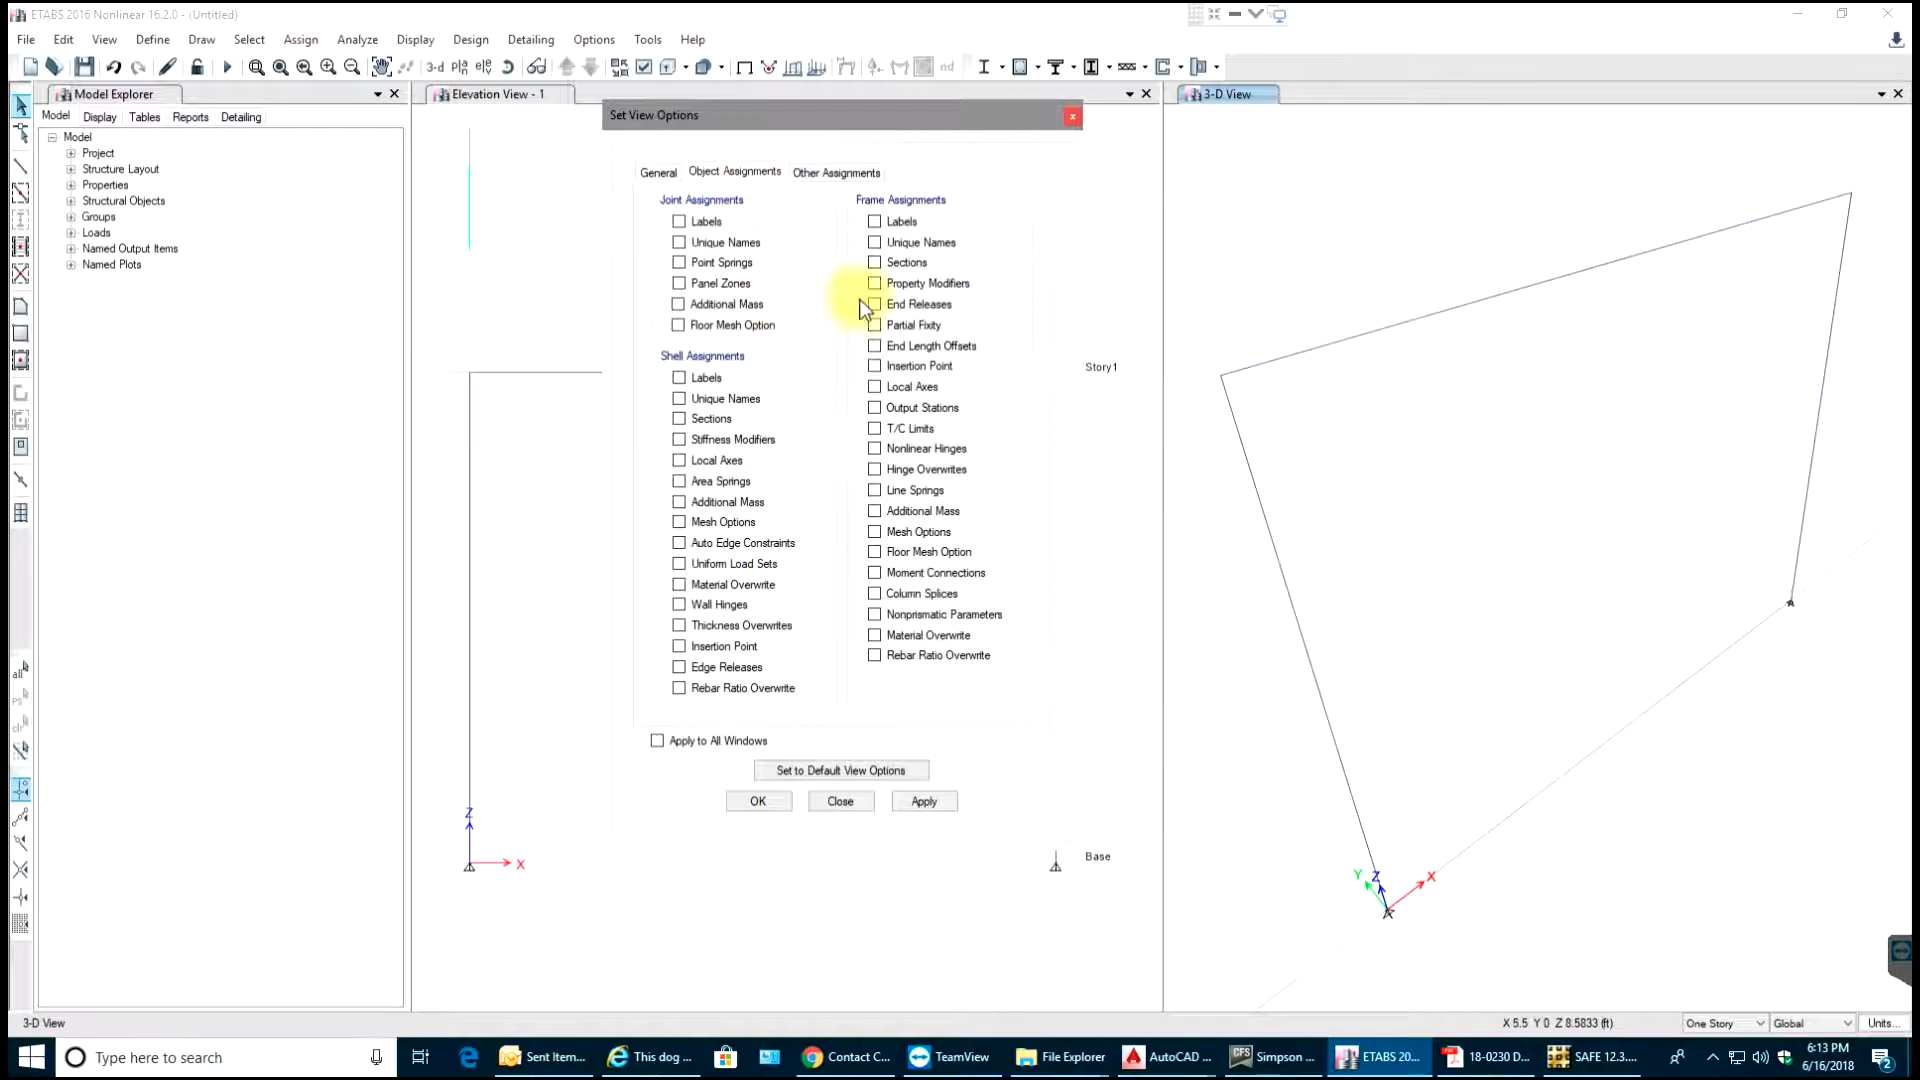 ETABS 2016 Nonlinear 16.2.0 - (Untitled)
File Edit View Define Draw Select Assign Analyze Display Design Detailing Options Tools Help
3-d plan elev nd
Model Explorer
Elevation View - 1
3-D View
Model Display Tables Reports Detailing
Model
Project
Structure Layout
Properties
Structural Objects
Groups
Loads
Named Output Items
Named Plots
all
ps
clr
Set View Options
General Object Assignments Other Assignments
Joint Assignments
Labels
Unique Names
Point Springs
Panel Zones
Additional Mass
Floor Mesh Option
Shell Assignments
Labels
Unique Names
Sections
Stiffness Modifiers
Local Axes
Area Springs
Additional Mass
Mesh Options
Auto Edge Constraints
Uniform Load Sets
Material Overwrite
Wall Hinges
Thickness Overwrites
Insertion Point
Edge Releases
Rebar Ratio Overwrite
Frame Assignments
Labels
Unique Names
Sections
Property Modifiers
End Releases
Partial Fixity
End Length Offsets
Insertion Point
Local Axes
Output Stations
T/C Limits
Nonlinear Hinges
Hinge Overwrites
Line Springs
Additional Mass
Mesh Options
Floor Mesh Option
Moment Connections
Column Splices
Nonprismatic Parameters
Material Overwrite
Rebar Ratio Overwrite
Apply to All Windows
Set to Default View Options
OK Close Apply
Story1
Base
Z
X
Y Z X
3-D View
X 5.5 Y 0 Z 8.5833 (ft)
One Story
Global
Units...
Type here to search
Sent Item...
This dog ...
Contact C...
TeamView
File Explorer
AutoCAD ...
CFS
Simpson ...
ETABS 20...
18-0230 D...
SAFE 12.3....
6:13 PM
6/16/2018
2